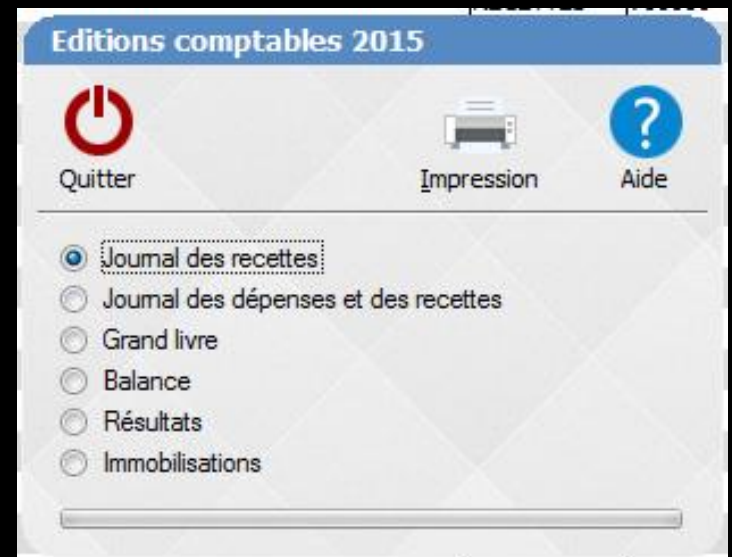 Editions comptables 2015
Quitter Impression Aide
Journal des recettes
Journal des dépenses et des recettes
Grand livre
Balance
Résultats
Immobilisations